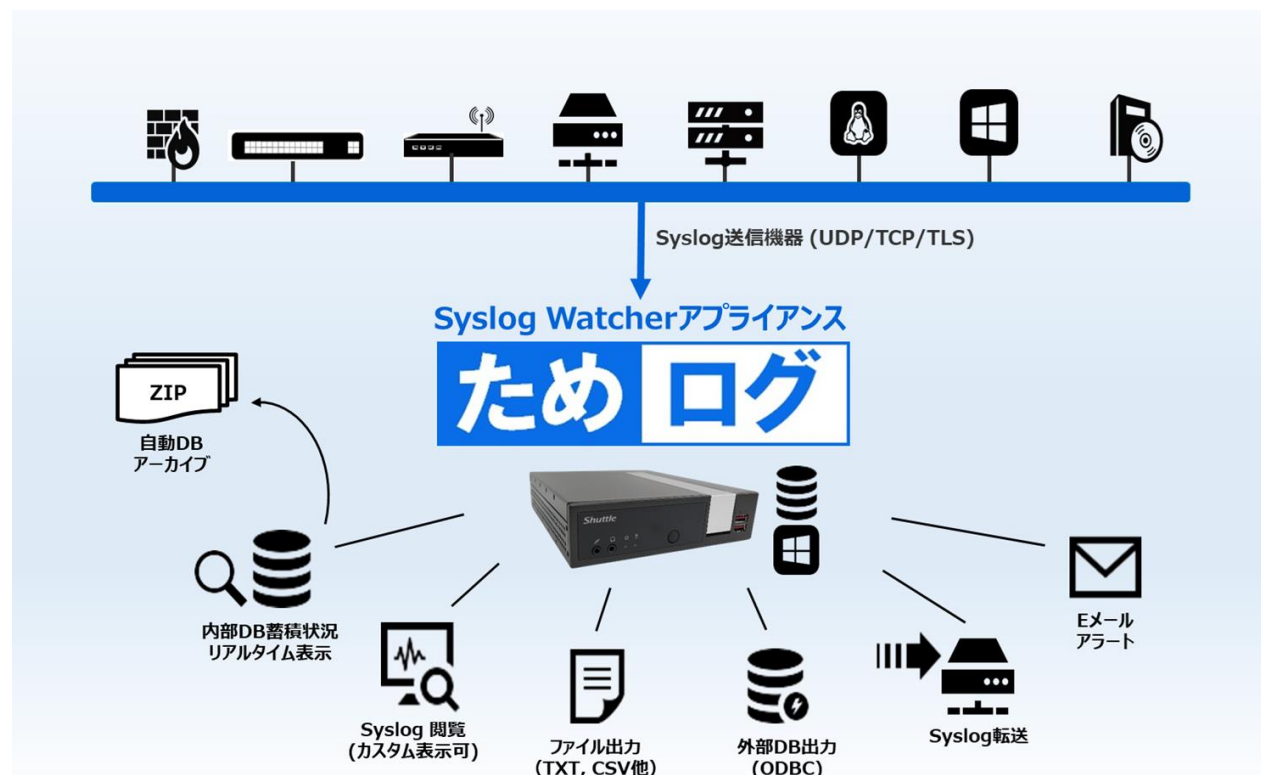 Syslog送信機器 (UDP/TCP/TLS)
Syslog Watcherアプライアンス
ため ログ
ZIP
自動DB
アーカイブ
Shuttle
内部DB蓄積状況
リアルタイム表示
Syslog 閲覧
(カスタム表示可)
ファイル出力
(TXT, CSV他)
外部DB出力
(ODBC)
Syslog転送
Eメール
アラート